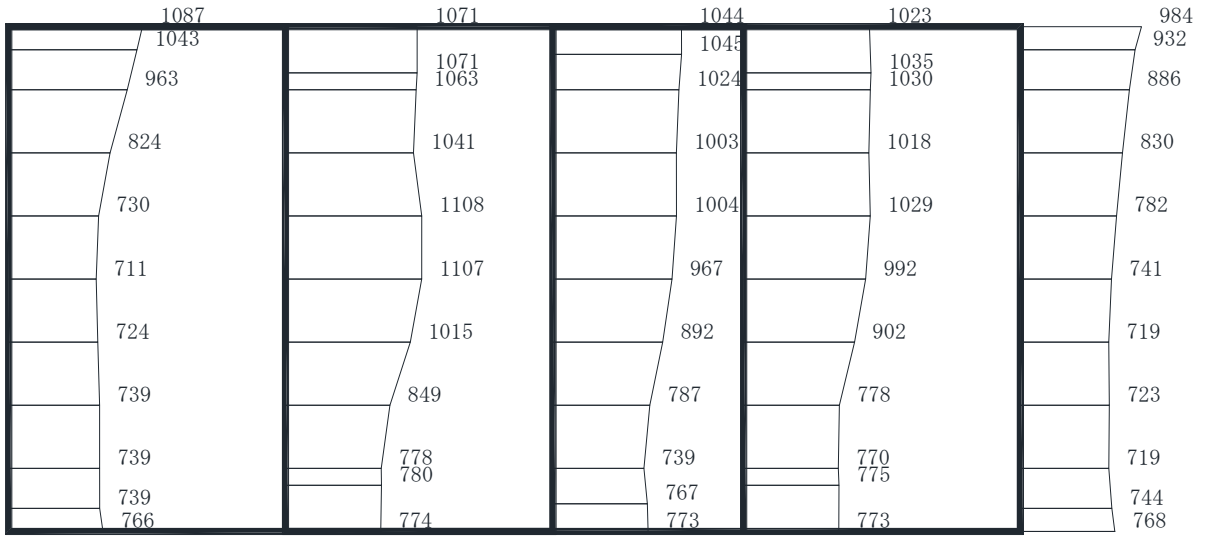 1087 1071 1044 1023 984
1043 1045 932
1071 1035
963 1063 1024 1030 886
824 1041 1003 1018 830
730 1108 1004 1029 782
711 1107 967 992 741
724 1015 892 902 719
739 849 787 778 723
739 778 739 770 719
780 775
739 767 744
766 774 773 773 768